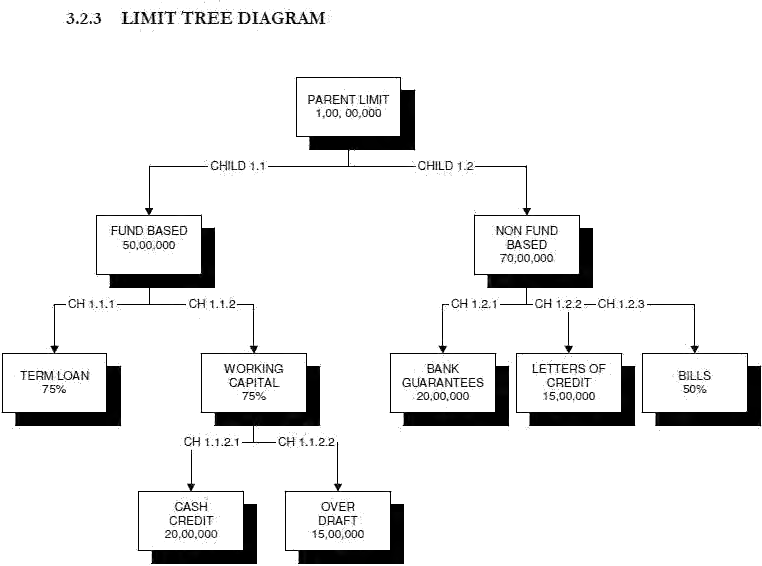 3.2.3 LIMIT TREE DIAGRAM
PARENT LIMIT
1,00, 00,000
CHILD 1.1
CHILD 1.2
FUND BASED
50,00,000
NON FUND
BASED
70,00,000
CH 1.1.1
CH 1.1.2
CH 1.2.1
CH 1.2.2
CH 1.2.3
TERM LOAN
75%
WORKING
CAPITAL
75%
BANK
GUARANTEES
20,00,000
LETTERS OF
CREDIT
15,00,000
BILLS
50%
CH 1.1.2.1
CH 1.1.2.2
CASH
CREDIT
20,00,000
OVER
DRAFT
15,00,000